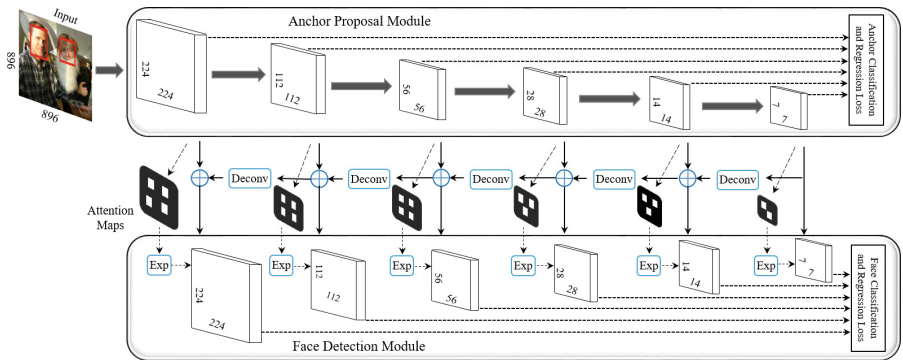 Input
896
896
Anchor Proposal Module
224
224
112
112
56
56
28
28
14
14
7
7
Anchor Classification
and Regression Loss
Deconv
Deconv
Deconv
Deconv
Deconv
Attention
Maps
Exp
Exp
Exp
Exp
Exp
Exp
224
224
112
112
56
56
28
28
14
14
7
7
Face Classification
and Regression Loss
Face Detection Module